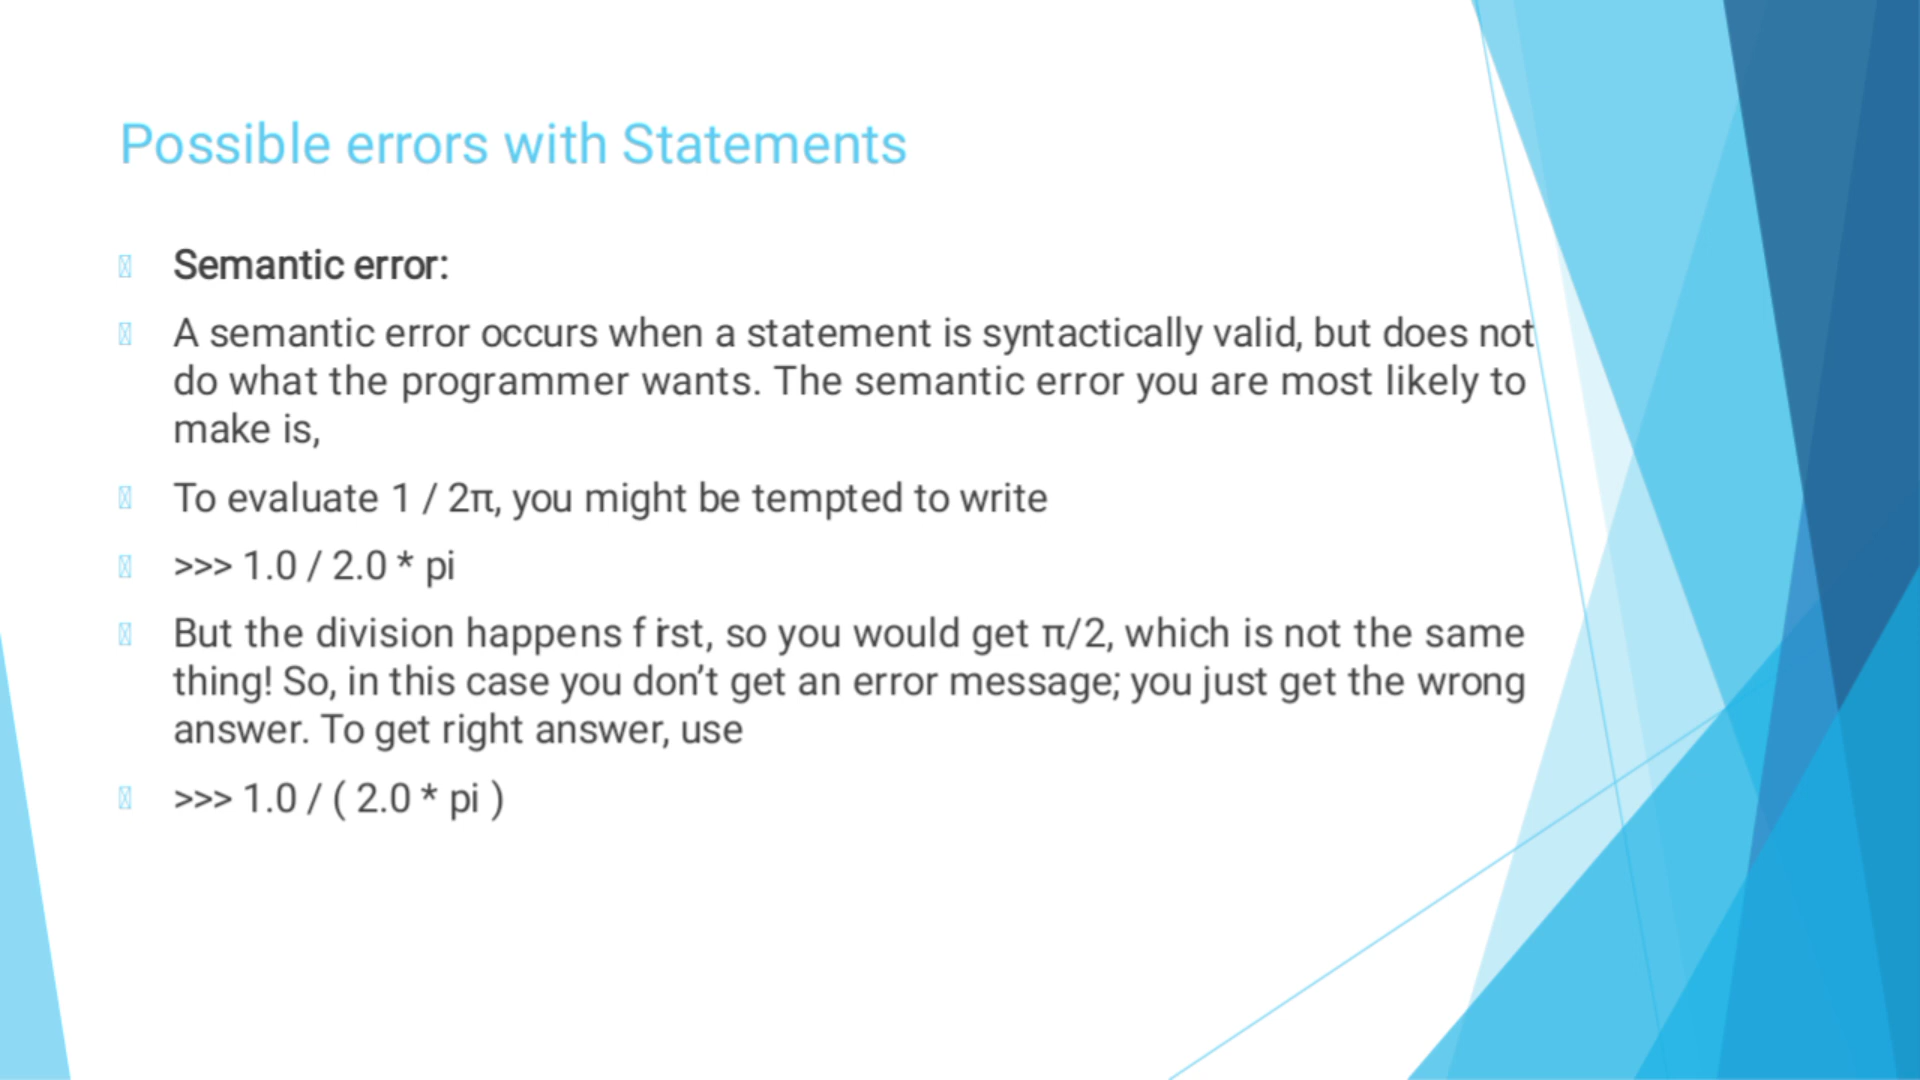 Possible errors with Statements
Semantic error:
A semantic error occurs when a statement is syntactically valid, but does not
do what the programmer wants. The semantic error you are most likely to
make is,
To evaluate 1 / 2π, you might be tempted to write
>>> 1.0 / 2.0 * pi
But the division happens f irst, so you would get π/2, which is not the same
thing! So, in this case you don’t get an error message; you just get the wrong
answer. To get right answer, use
>>> 1.0 / ( 2.0 * pi )